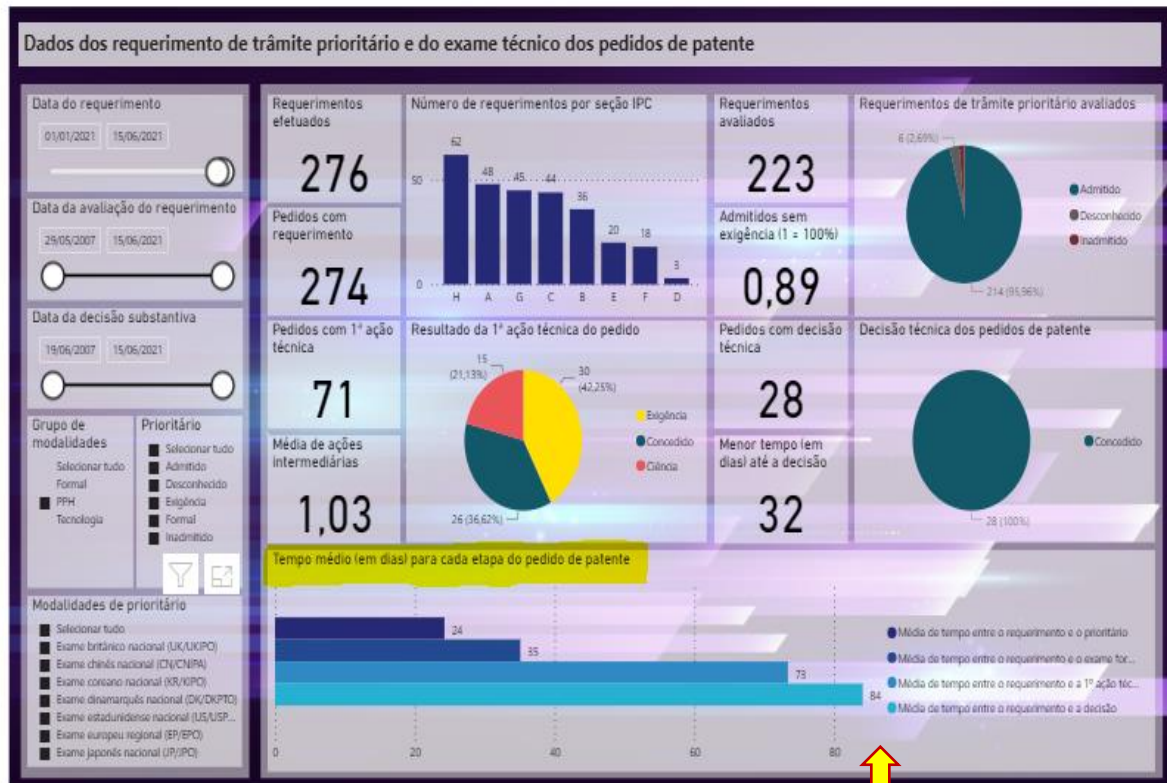 Dados dos requerimento de trâmite prioritário e do exame técnico dos pedidos de patente
Data do requerimento
01/01/2021 15/06/2021
Data da avaliação do requerimento
29/05/2007 15/06/2021
Data da decisão substantiva
19/06/2007 15/06/2021
Grupo de
modalidades
Selecionar tudo
Formal
PPH
Tecnologia
Prioritário
Selecionar tudo
Admitido
Desconhecido
Exigência
Formal
Inadmitido
Modalidades de prioritário
Selecionar tudo
Exame britânico nacional (UK/UKIPO)
Exame chinês nacional (CN/CNIPA)
Exame coreano nacional (KR/KIPO)
Exame dinamarquês nacional (DK/DKPTO)
Exame estadunidense nacional (US/USP...
Exame europeu regional (EP/EPO)
Exame japonês nacional (JP/JPO)
Requerimentos
efetuados
276
Pedidos com
requerimento
274
Pedidos com 1ª ação
técnica
71
Média de ações
intermediárias
1,03
Número de requerimentos por seção IPC
62
48
45
44
36
20
18
3
50
0
H A G C B E F D
Resultado da 1ª ação técnica do pedido
15
(21,13%)
30
(42,25%)
26 (36,62%)
Exigência
Concedido
Ciência
Requerimentos
avaliados
223
Admitidos sem
exigência (1 = 100%)
0,89
Pedidos com decisão
técnica
28
Menor tempo (em
dias) até a decisão
32
Requerimentos de trâmite prioritário avaliados
6 (2,69%)
214 (95,96%)
Admitido
Desconhecido
Inadmitido
Decisão técnica dos pedidos de patente
28 (100%)
Concedido
Tempo médio (em dias) para cada etapa do pedido de patente
24
35
73
84
0 20 40 60 80
Média de tempo entre o requerimento e o prioritário
Média de tempo entre o requerimento e o exame for...
Média de tempo entre o requerimento e a 1º ação téc...
Média de tempo entre o requerimento e a decisão